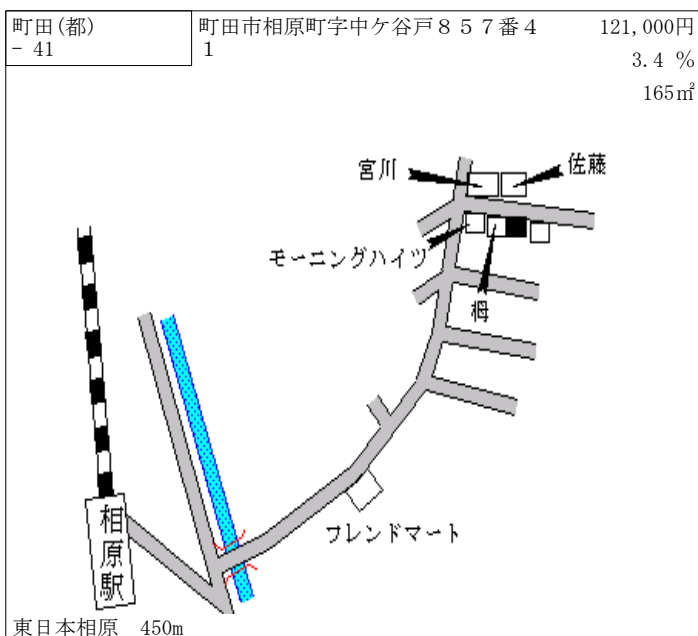 町田(都)
- 41
町田市相原町字中ケ谷戸８５７番４
1
121,000円
3.4 %
165㎡
宮川
佐藤
モーニングハイツ
栂
フレンドマート
相原駅
東日本相原 450m